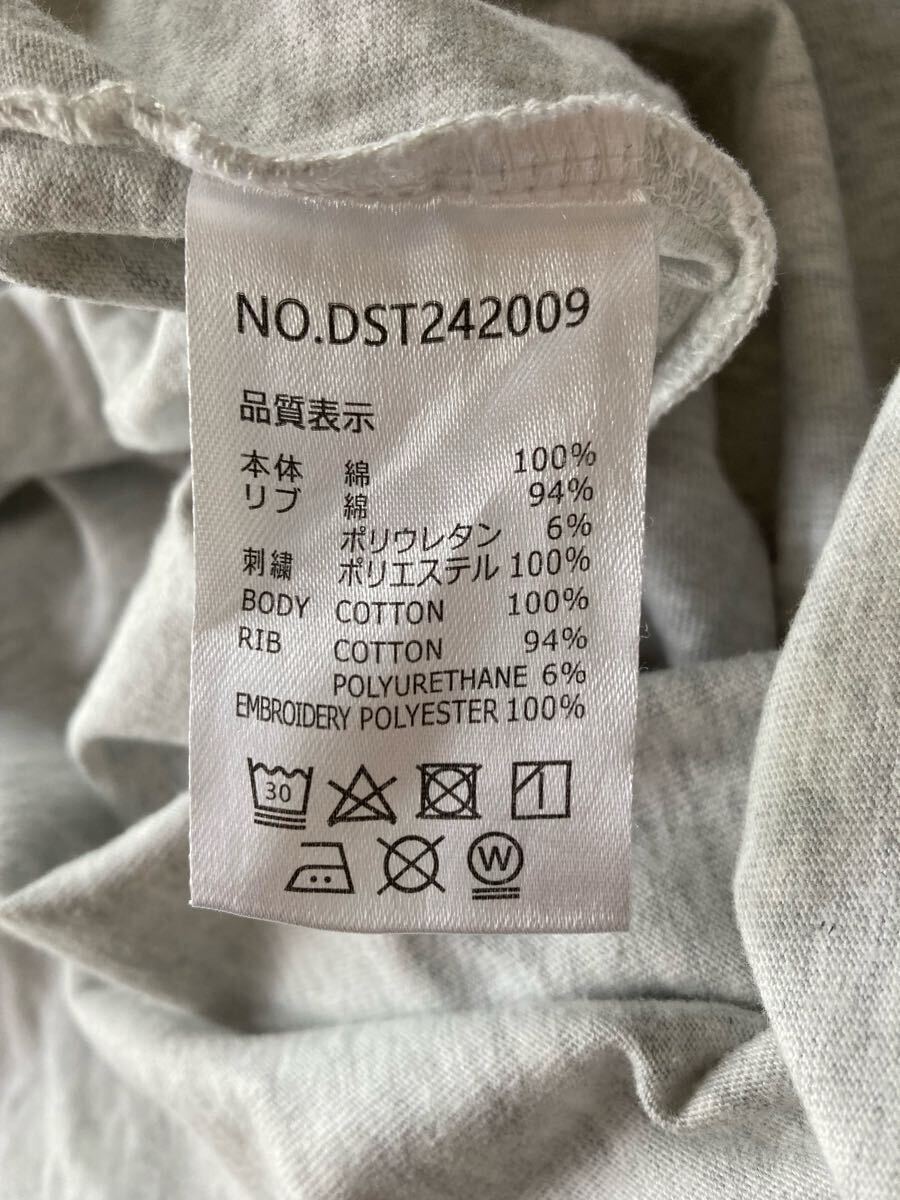 NO.DST242009
品質表示
本体 綿 100%
リブ 綿 94%
ポリウレタン 6%
刺繍 ポリエステル 100%
BODY COTTON 100%
RIB COTTON 94%
POLYURETHANE 6%
EMBROIDERY POLYESTER 100%
30
W